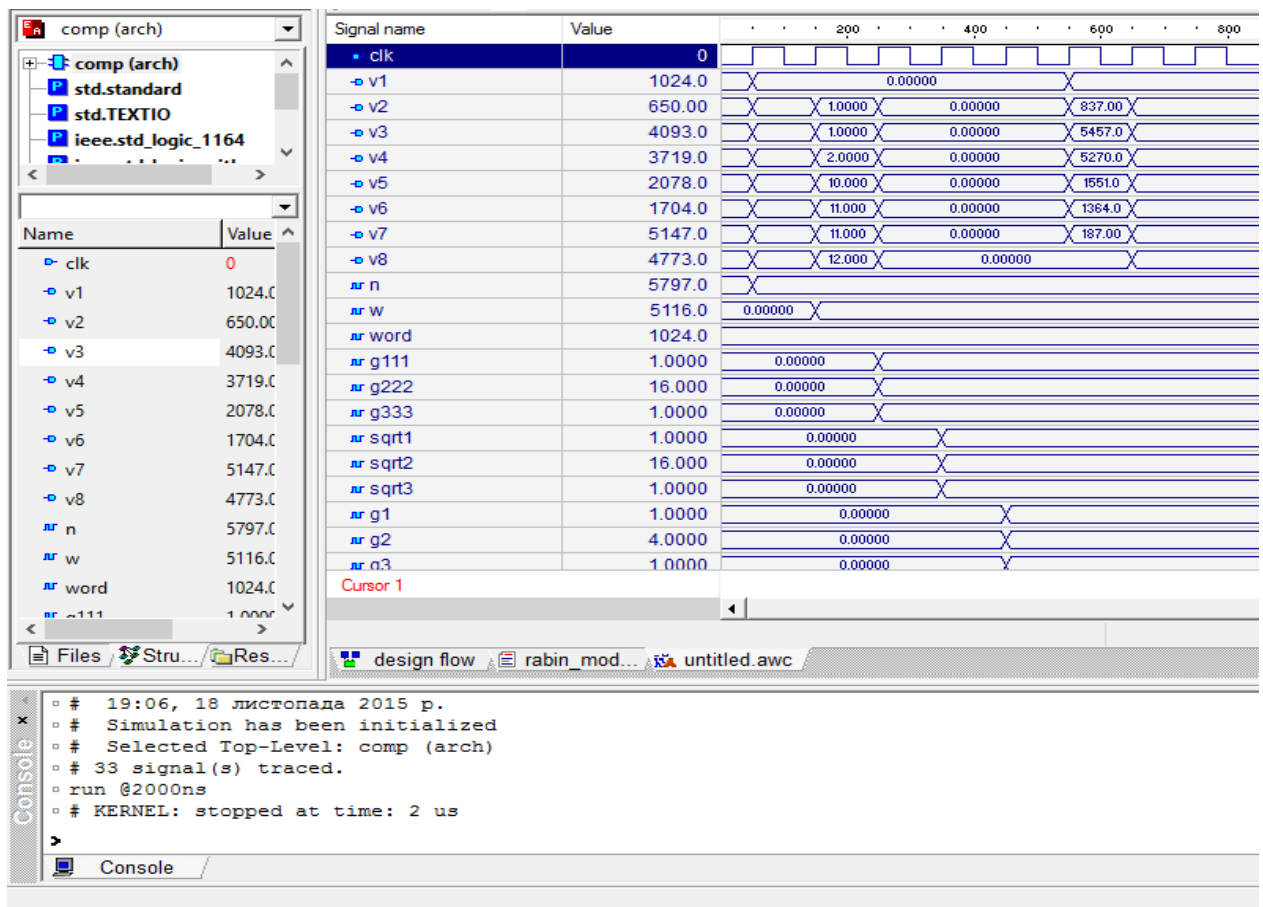 comp (arch)
comp (arch)
std.standard
std.TEXTIO
ieee.std_logic_1164
Name Value
clk 0
v1 1024.0
v2 650.00
v3 4093.0
v4 3719.0
v5 2078.0
v6 1704.0
v7 5147.0
v8 4773.0
n 5797.0
w 5116.0
word 1024.0
g111 1.0000
Files Stru... Res...
Signal name Value 200 400 600 800
clk 0
v1 1024.0 0.00000
v2 650.00 1.0000 0.00000 837.00
v3 4093.0 1.0000 0.00000 5457.0
v4 3719.0 2.0000 0.00000 5270.0
v5 2078.0 10.000 0.00000 1551.0
v6 1704.0 11.000 0.00000 1364.0
v7 5147.0 11.000 0.00000 187.00
v8 4773.0 12.000 0.00000
n 5797.0
w 5116.0 0.00000
word 1024.0
g111 1.0000 0.00000
g222 16.000 0.00000
g333 1.0000 0.00000
sqrt1 1.0000 0.00000
sqrt2 16.000 0.00000
sqrt3 1.0000 0.00000
g1 1.0000 0.00000
g2 4.0000 0.00000
g3 1.0000 0.00000
Cursor 1
design flow rabin_mod... untitled.awc
# 19:06, 18 листопада 2015 р.
# Simulation has been initialized
# Selected Top-Level: comp (arch)
# 33 signal(s) traced.
run @2000ns
# KERNEL: stopped at time: 2 us
>
Console
Console